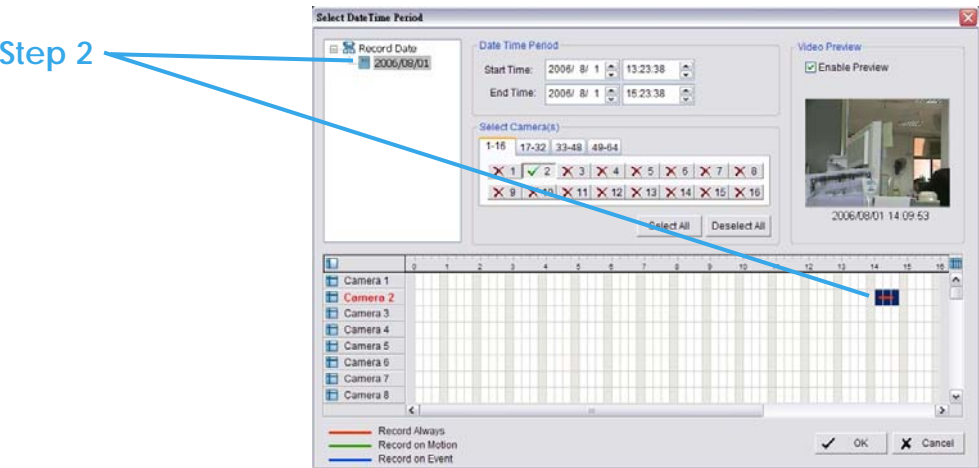 Select DateTime Period
Step 2
Record Date
2006/08/01
Date Time Period
Start Time: 2006/ 8/ 1 13:23:38
End Time: 2006/ 8/ 1 15:23:38
Select Camera(s)
1-16 17-32 33-48 49-64
1 2 3 4 5 6 7 8
9 10 11 12 13 14 15 16
Select All Deselect All
Video Preview
Enable Preview
2006/08/01 14:09:53
0 1 2 3 4 5 6 7 8 9 10 11 12 13 14 15 16
Camera 1
Camera 2
Camera 3
Camera 4
Camera 5
Camera 6
Camera 7
Camera 8
Record Always
Record on Motion
Record on Event
OK Cancel